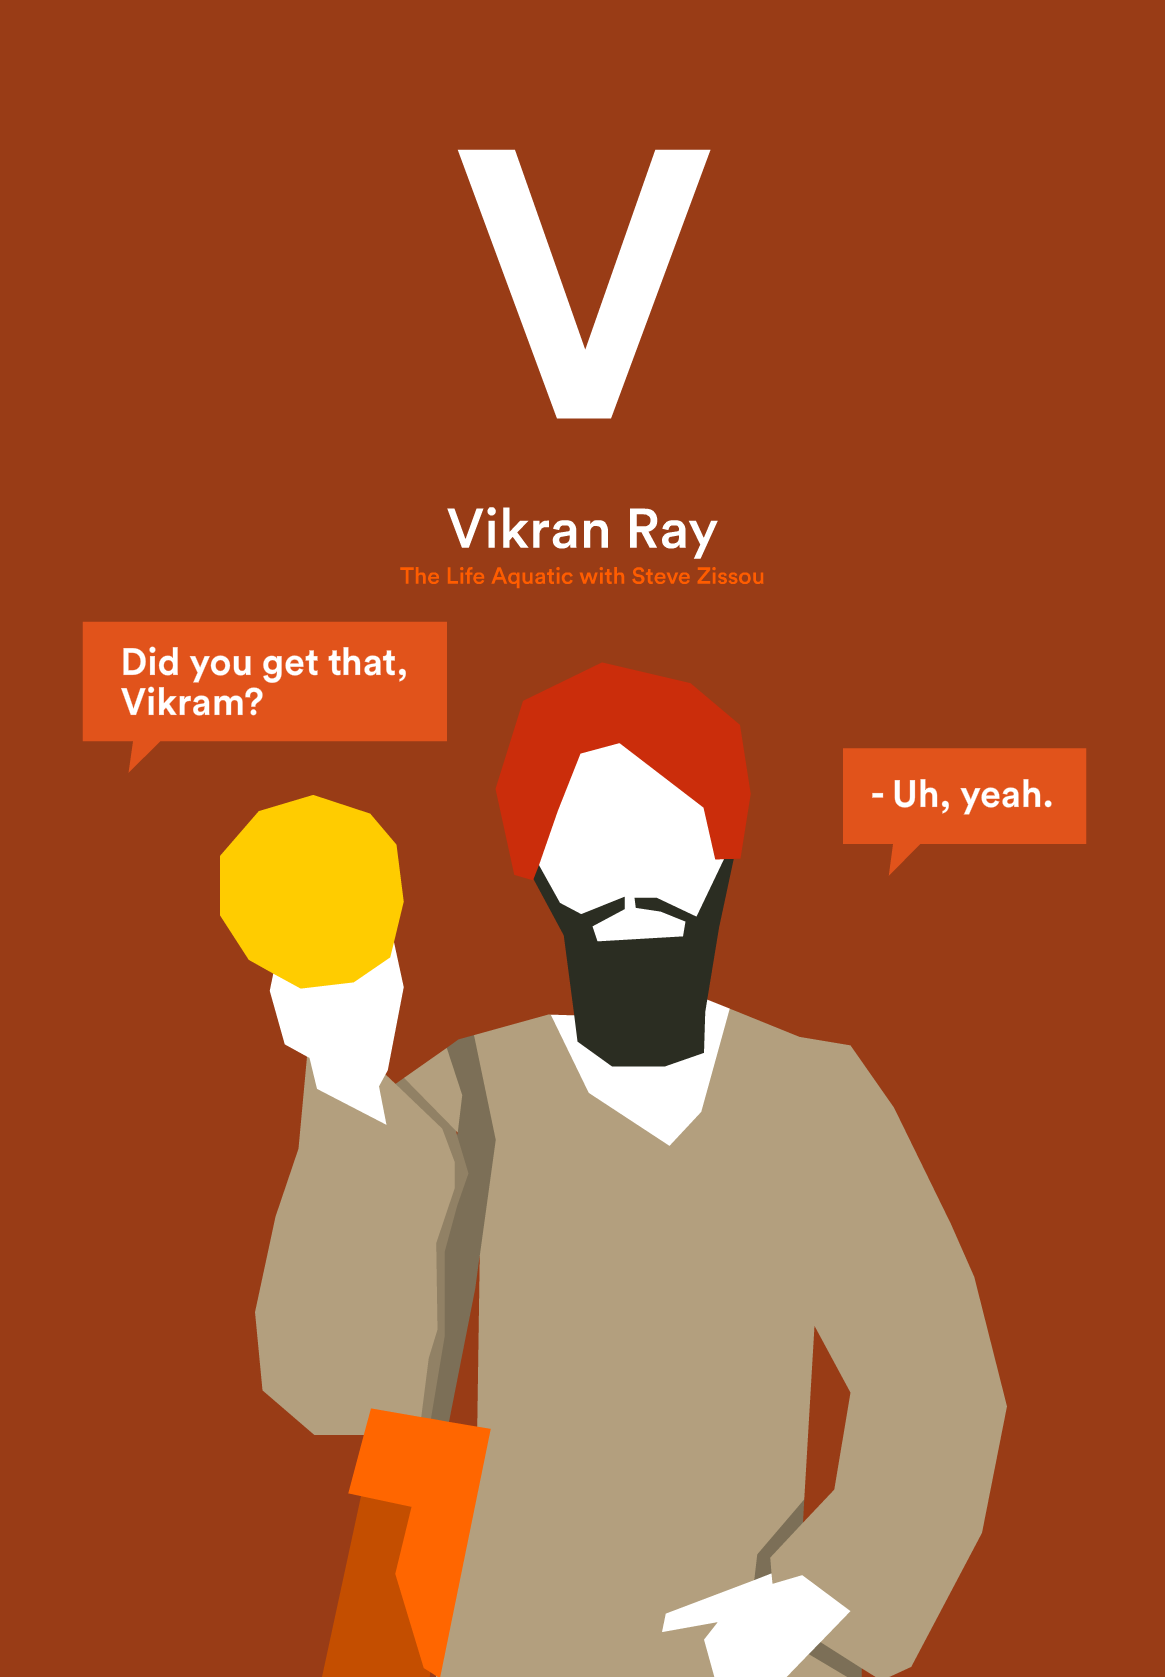 V
Vikran Ray
The Life Aquatic with Steve Zissou
Did you get that,
Vikram?
- Uh, yeah.